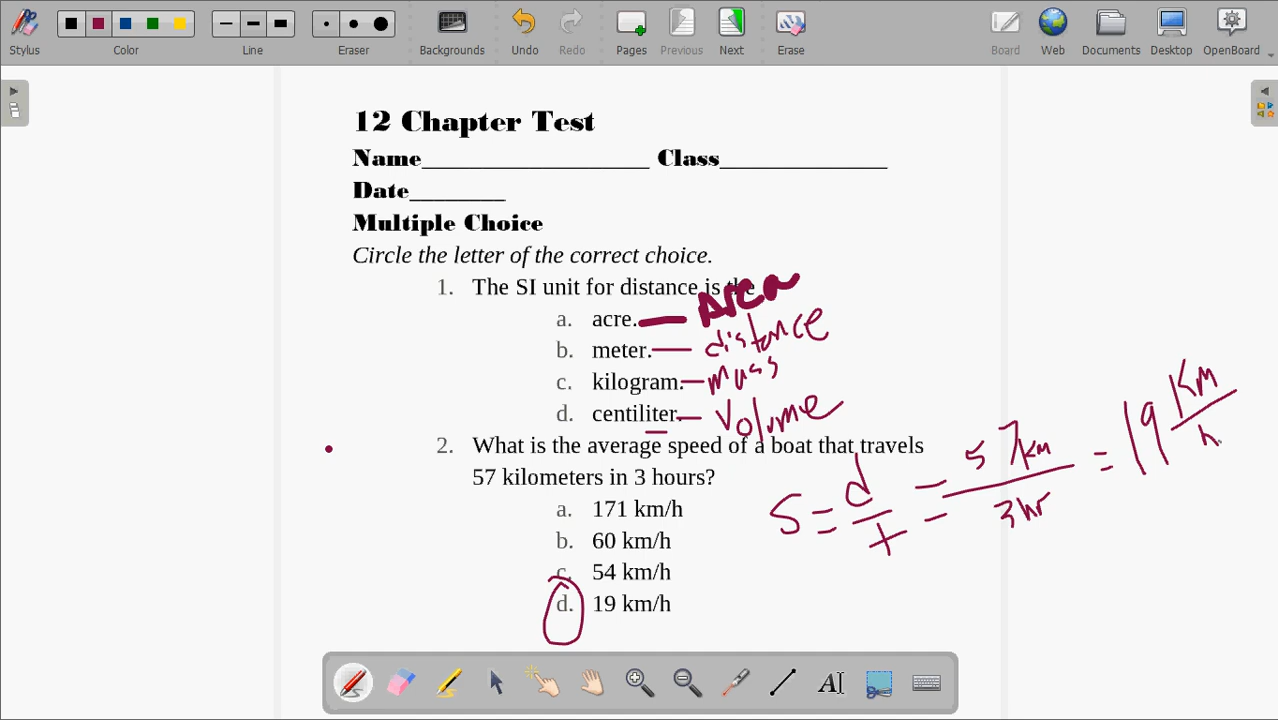 Stylus Color Line Eraser Backgrounds Undo Redo Pages Previous Next Erase Board Web Documents Desktop OpenBoard
12 Chapter Test
Name___________________ Class______________
Date________
Multiple Choice
Circle the letter of the correct choice.
1. The SI unit for distance is the
a. acre. Area
b. meter. distance
c. kilogram. mass
d. centiliter. Volume
2. What is the average speed of a boat that travels
57 kilometers in 3 hours?
S = d/t = 57km/3hr = 19 Km/h
a. 171 km/h
b. 60 km/h
c. 54 km/h
d. 19 km/h